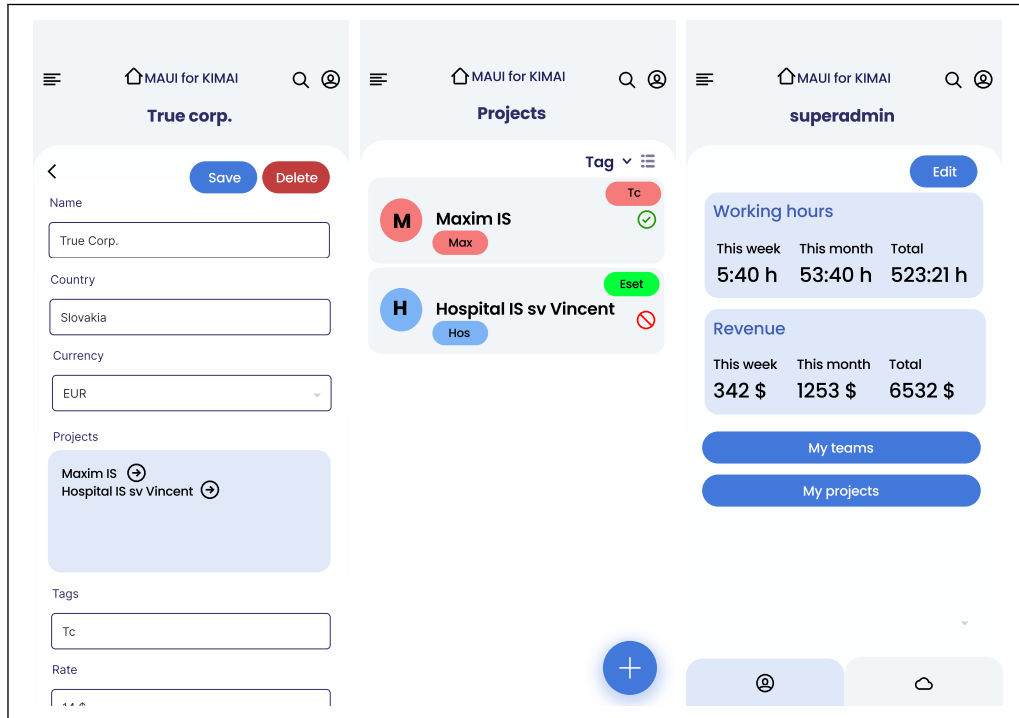 MAUI for KIMAI
True corp.
Save
Delete
Name
True Corp.
Country
Slovakia
Currency
EUR
Projects
Maxim IS
Hospital IS sv Vincent
Tags
Tc
Rate
14 $
MAUI for KIMAI
Projects
Tag
Tc
M
Maxim IS
Max
Eset
H
Hospital IS sv Vincent
Hos
MAUI for KIMAI
superadmin
Edit
Working hours
This week This month Total
5:40 h 53:40 h 523:21 h
Revenue
This week This month Total
342 $ 1253 $ 6532 $
My teams
My projects